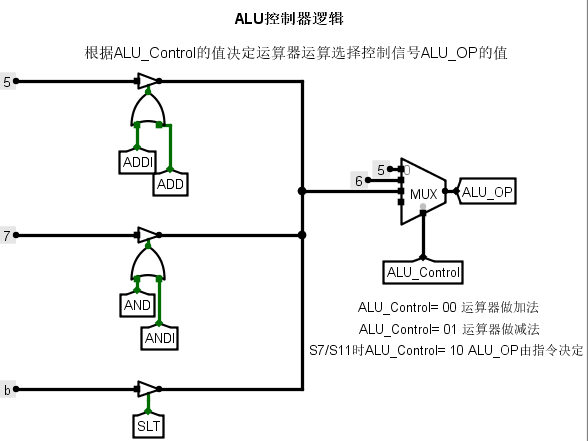 ALU控制器逻辑
根据ALU_Control的值决定运算器运算选择控制信号ALU_OP的值
5
ADDI
ADD
5
0
6
MUX
ALU_OP
7
AND
ANDI
ALU_Control
ALU_Control= 00 运算器做加法
ALU_Control= 01 运算器做减法
S7/S11时ALU_Control= 10 ALU_OP由指令决定
b
SLT